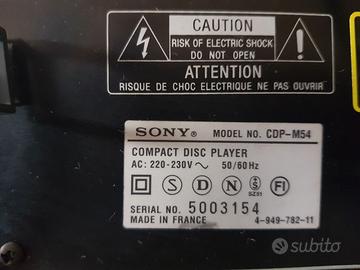 CAUTION
RISK OF ELECTRIC SHOCK
DO NOT OPEN
ATTENTION
RISQUE DE CHOC ELECTRIQUE NE PAS OUVRIR
SONY® MODEL NO. CDP-M54
COMPACT DISC PLAYER
AC: 220-230V~ 50/60Hz
S D N S FI
SERIAL NO. 5003154
MADE IN FRANCE 4-949-782-11
subito